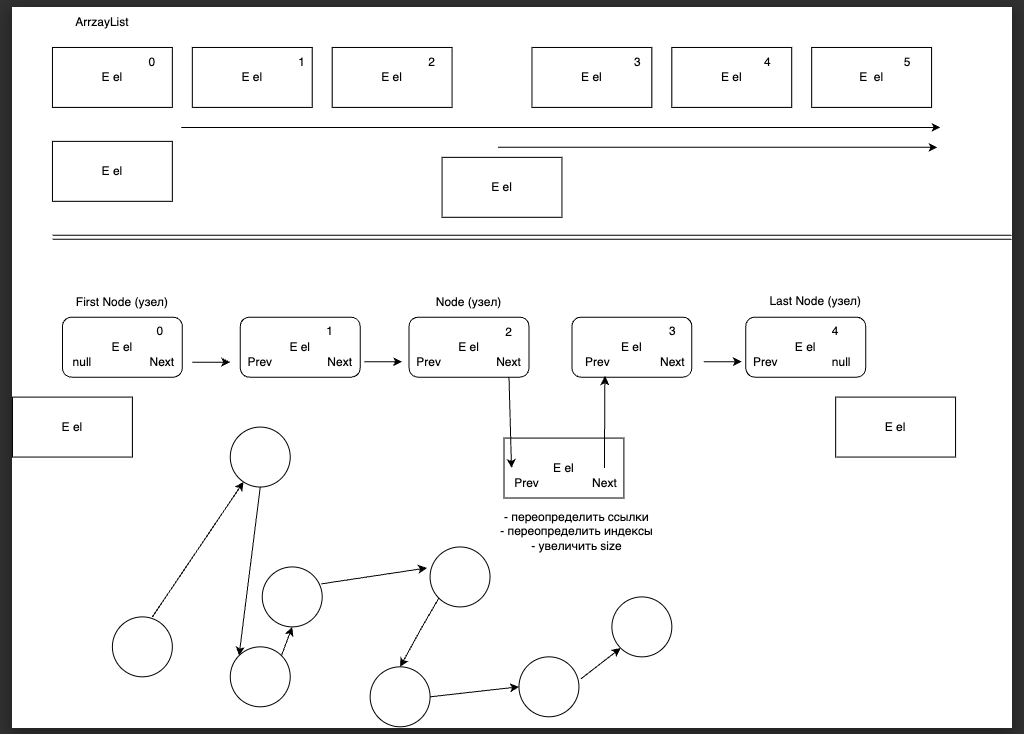 ArrzayList
0
E el
1
E el
2
E el
3
E el
4
E el
5
E el
E el
E el
First Node (узел)
Node (узел)
Last Node (узел)
0
E el
null Next
1
E el
Prev Next
2
E el
Prev Next
3
E el
Prev Next
4
E el
Prev null
E el
E el
E el
Prev Next
- переопределить ссылки
- переопределить индексы
- увеличить size